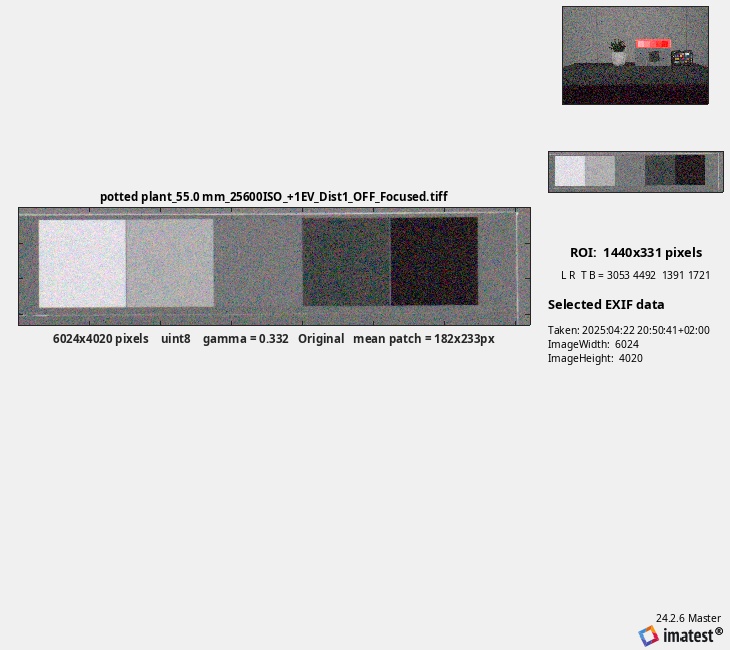 potted plant_55.0 mm_25600ISO_+1EV_Dist1_OFF_Focused.tiff
6024x4020 pixels uint8 gamma = 0.332 Original mean patch = 182x233px
ROI: 1440x331 pixels
L R T B = 3053 4492 1391 1721
Selected EXIF data
Taken: 2025:04:22 20:50:41+02:00
ImageWidth: 6024
ImageHeight: 4020
24.2.6 Master
imatest®